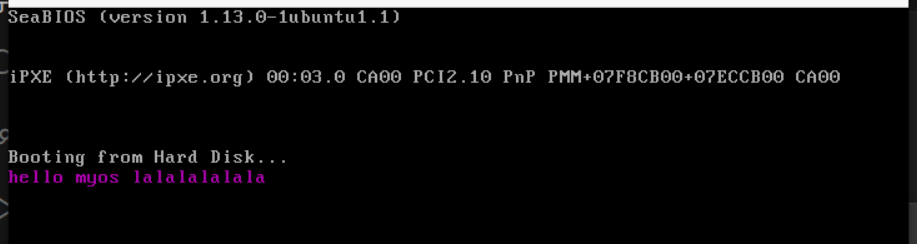 SeaBIOS (version 1.13.0-1ubuntu1.1)
iPXE (http://ipxe.org) 00:03.0 CA00 PCI2.10 PnP PMM+07F8CB00+07ECCB00 CA00
Booting from Hard Disk...
hello myos lalalalalala